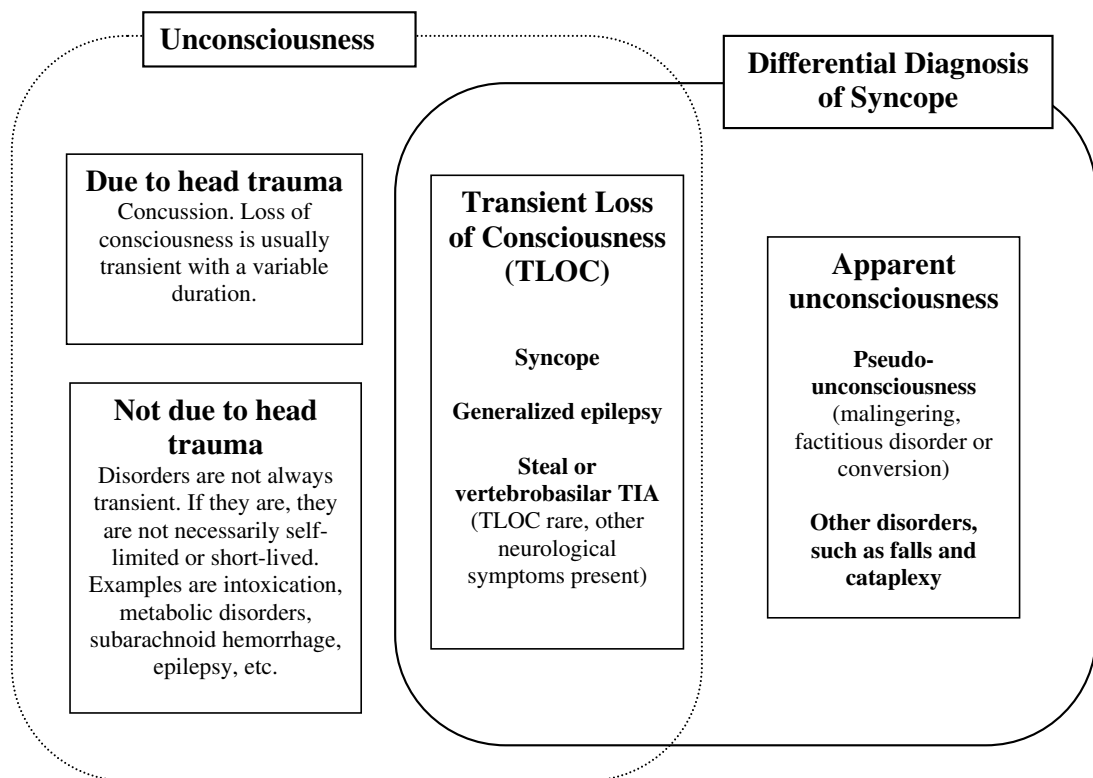 Unconsciousness
Differential Diagnosis
of Syncope
Due to head trauma
Concussion. Loss of
consciousness is usually
transient with a variable
duration.
Not due to head
trauma
Disorders are not always
transient. If they are, they
are not necessarily self-
limited or short-lived.
Examples are intoxication,
metabolic disorders,
subarachnoid hemorrhage,
epilepsy, etc.
Transient Loss
of Consciousness
(TLOC)
Syncope
Generalized epilepsy
Steal or
vertebrobasilar TIA
(TLOC rare, other
neurological
symptoms present)
Apparent
unconsciousness
Pseudo-
unconsciousness
(malingering,
factitious disorder or
conversion)
Other disorders,
such as falls and
cataplexy